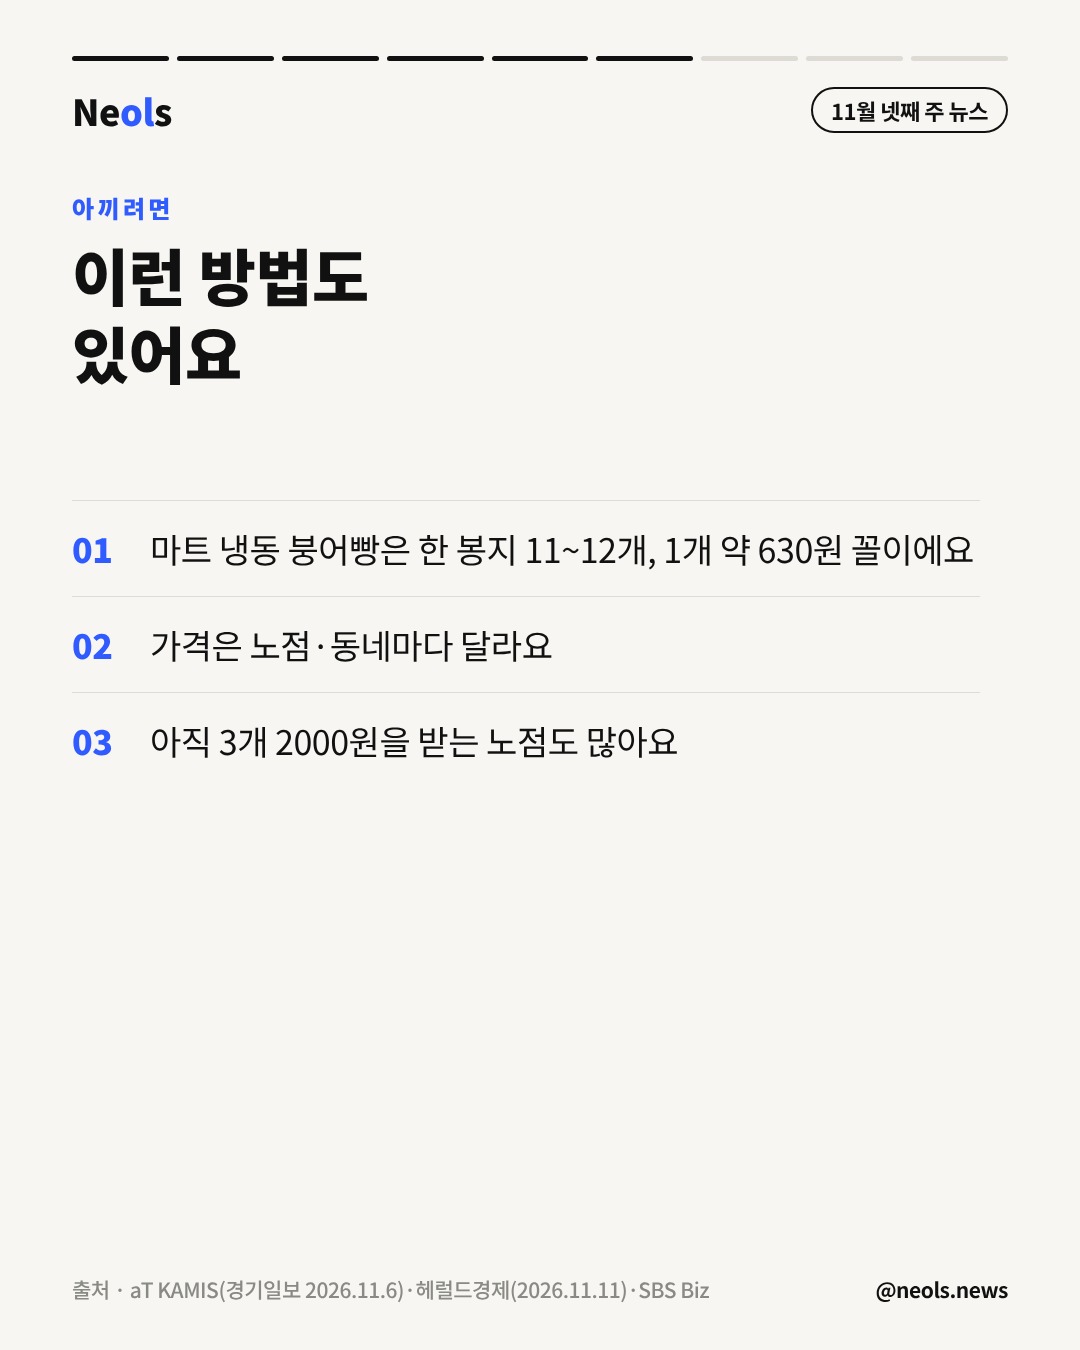 Neols
11월 넷째 주 뉴스
아끼려면
이런 방법도
있어요
01 마트 냉동 붕어빵은 한 봉지 11~12개, 1개 약 630원 꼴이에요
02 가격은 노점·동네마다 달라요
03 아직 3개 2000원을 받는 노점도 많아요
출처 · aT KAMIS(경기일보 2026.11.6)·헤럴드경제(2026.11.11)·SBS Biz
@neols.news